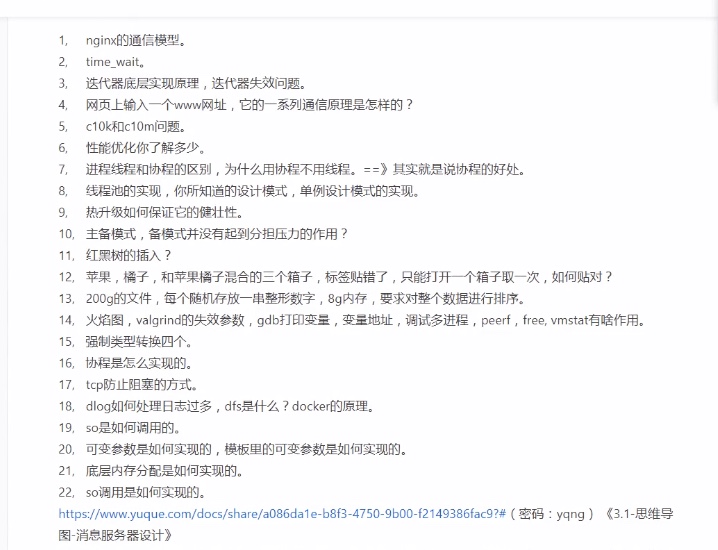 1, nginx的通信模型。
2, time_wait。
3, 迭代器底层实现原理，迭代器失效问题。
4, 网页上输入一个www网址，它的一系列通信原理是怎样的？
5, c10k和c10m问题。
6, 性能优化你了解多少。
7, 进程线程和协程的区别，为什么用协程不用线程。==》其实就是说协程的好处。
8, 线程池的实现，你所知道的设计模式，单例设计模式的实现。
9, 热升级如何保证它的健壮性。
10, 主备模式，备模式并没有起到分担压力的作用？
11, 红黑树的插入？
12, 苹果，橘子，和苹果橘子混合的三个箱子，标签贴错了，只能打开一个箱子取一次，如何贴对？
13, 200g的文件，每个随机存放一串整形数字，8g内存，要求对整个数据进行排序。
14, 火焰图，valgrind的失效参数，gdb打印变量，变量地址，调试多进程，peerf，free, vmstat有啥作用。
15, 强制类型转换四个。
16, 协程是怎么实现的。
17, tcp防止阻塞的方式。
18, dlog如何处理日志过多，dfs是什么？docker的原理。
19, so是如何调用的。
20, 可变参数是如何实现的，模板里的可变参数是如何实现的。
21, 底层内存分配是如何实现的。
22, so调用是如何实现的。
https://www.yuque.com/docs/share/a086da1e-b8f3-4750-9b00-f2149386fac9?#（密码：yqng） 《3.1-思维导
图-消息服务器设计》